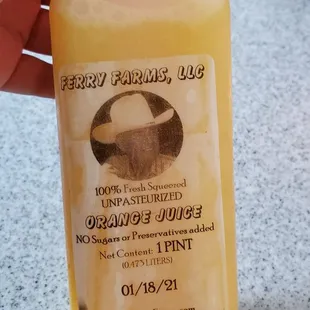 FERRY FARMS, LLC
100% Fresh Squeezed
UNPASTEURIZED
ORANGE JUICE
NO Sugars or Preservatives added
Net Content: 1 PINT
(0.473 LITERS)
01/18/21